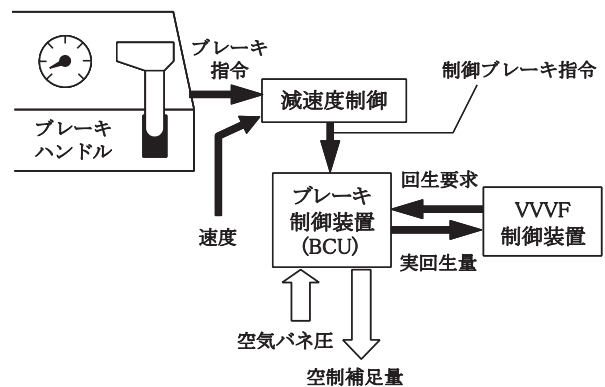 ブレーキ
指令
制御ブレーキ指令
減速度制御
ブレーキ
ハンドル
速度
ブレーキ
制御装置
(BCU)
回生要求
実回生量
VVVF
制御装置
空気バネ圧
空制補足量